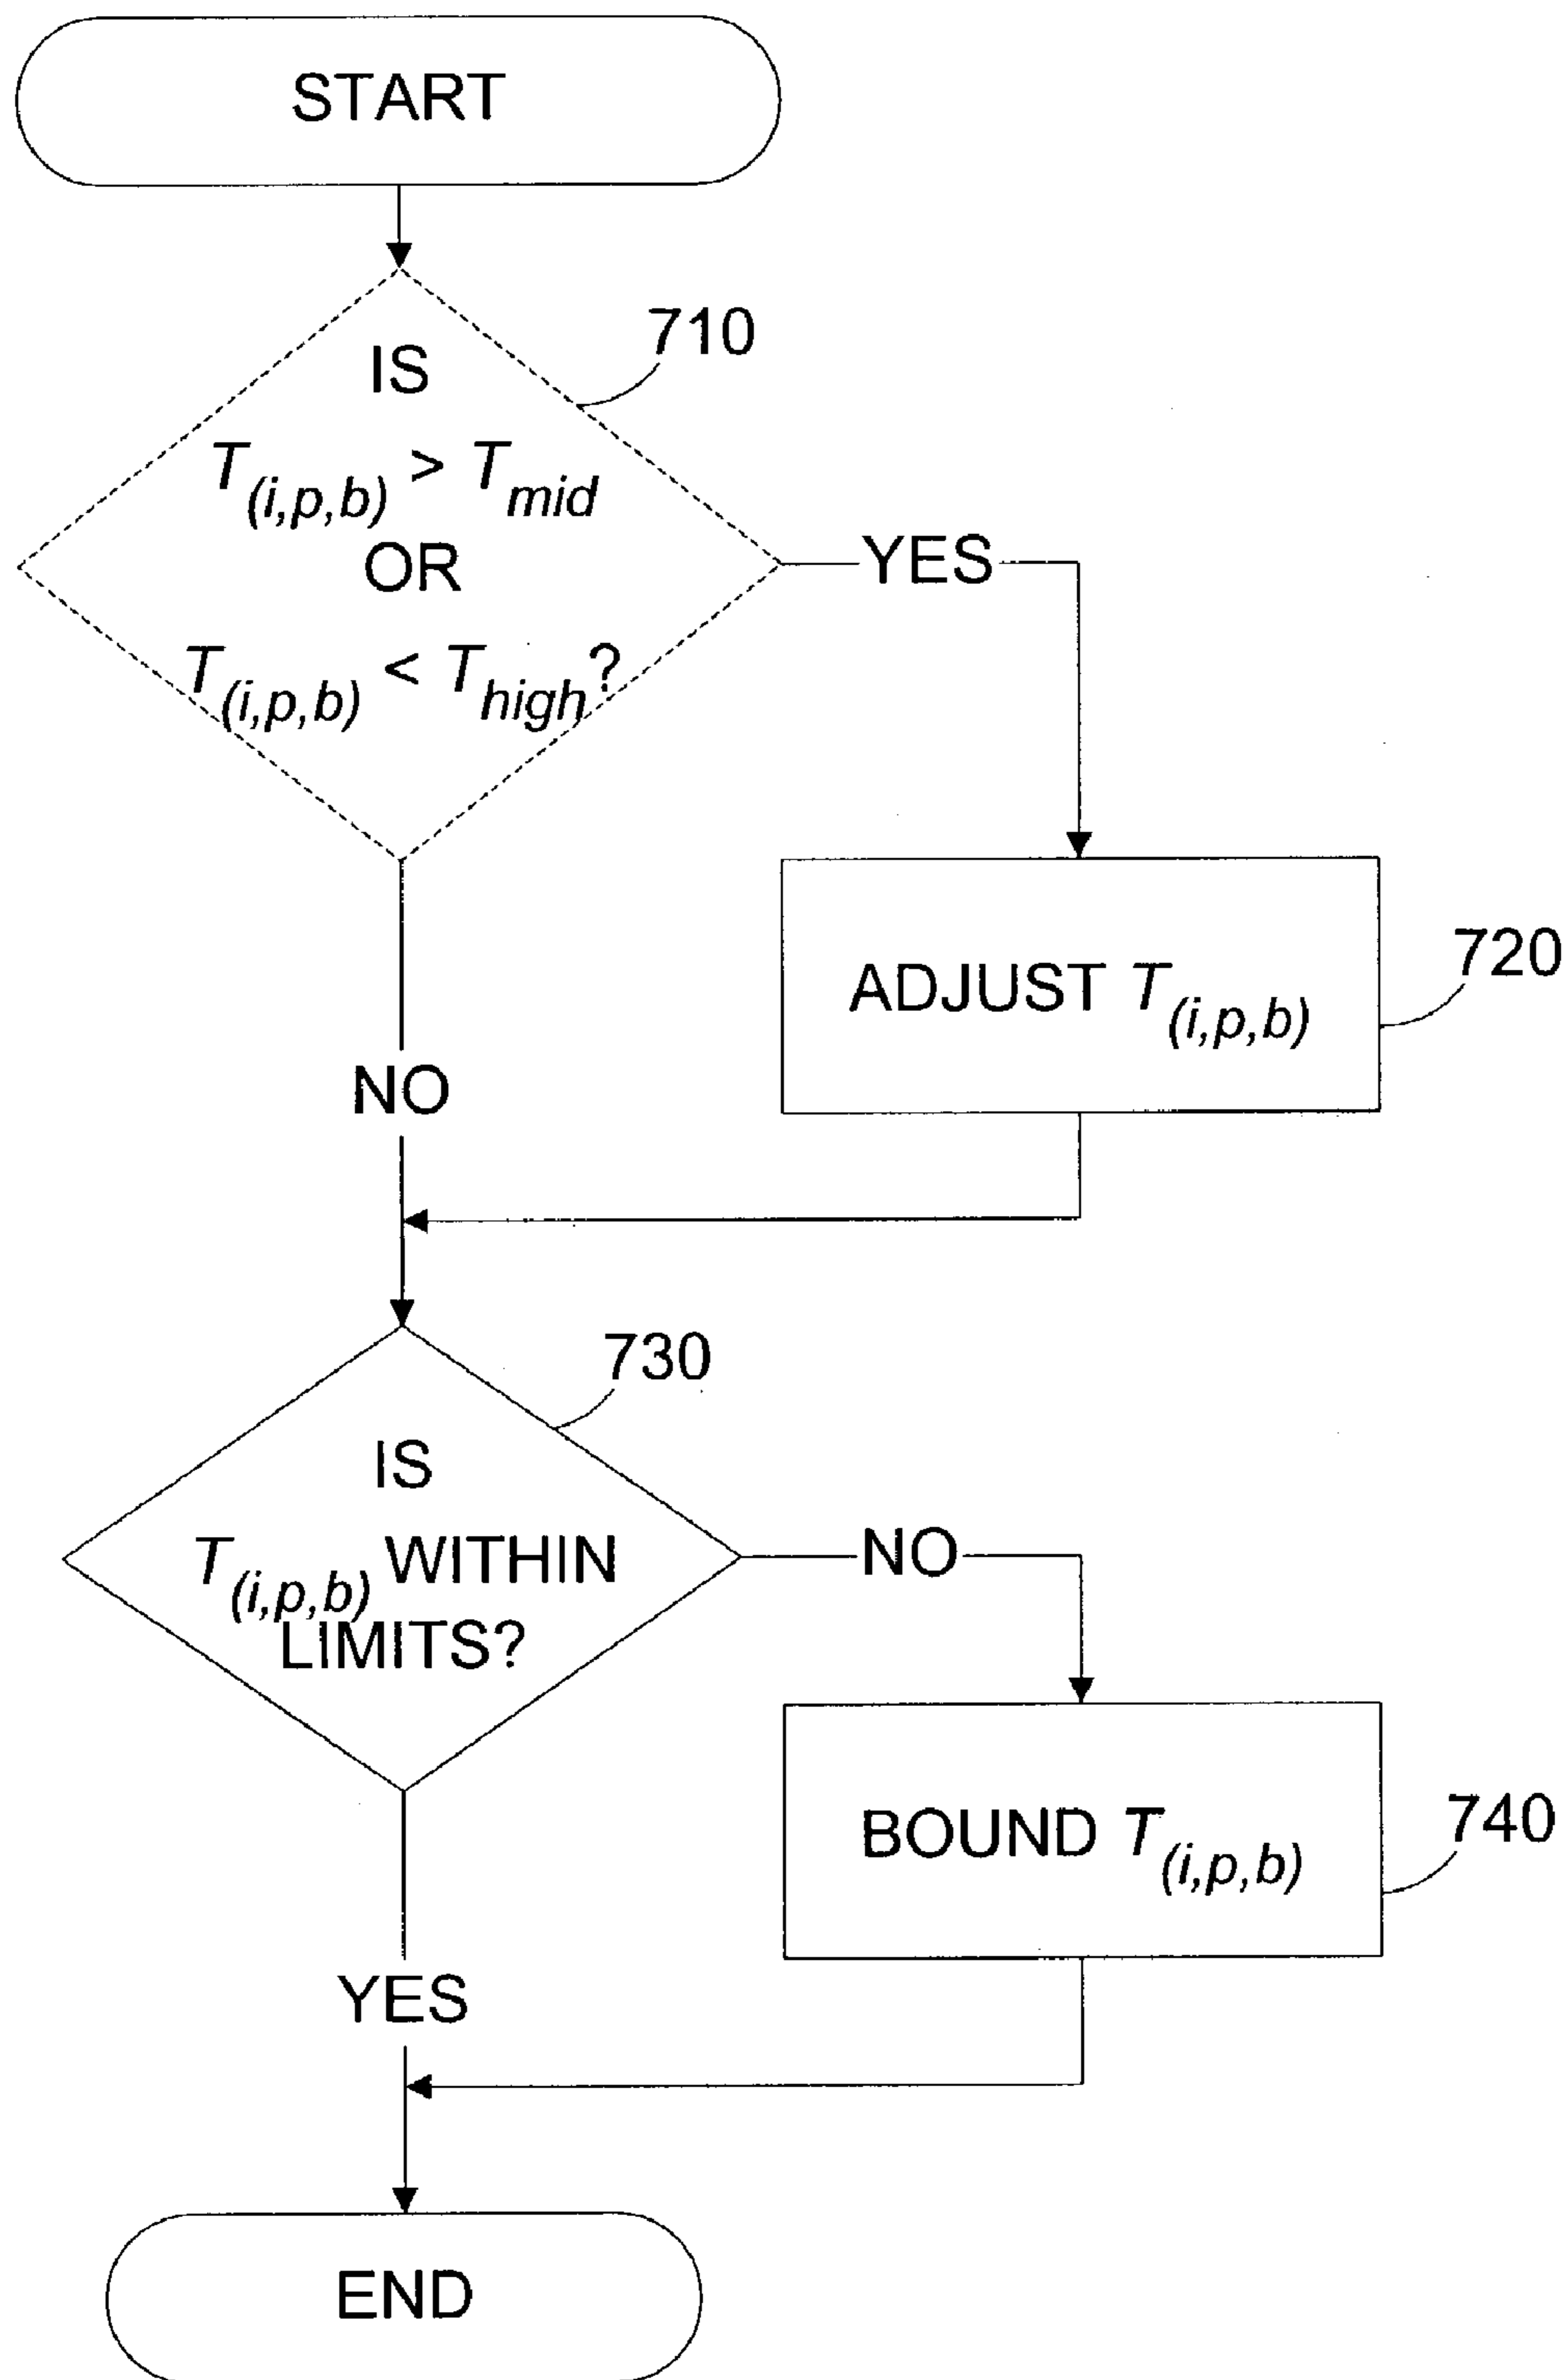 START
710
IS
T(i,p,b) > Tmid
OR
T(i,p,b) < Thigh?
YES
720
ADJUST T(i,p,b)
NO
730
IS
T(i,p,b) WITHIN
LIMITS?
NO
740
BOUND T(i,p,b)
YES
END